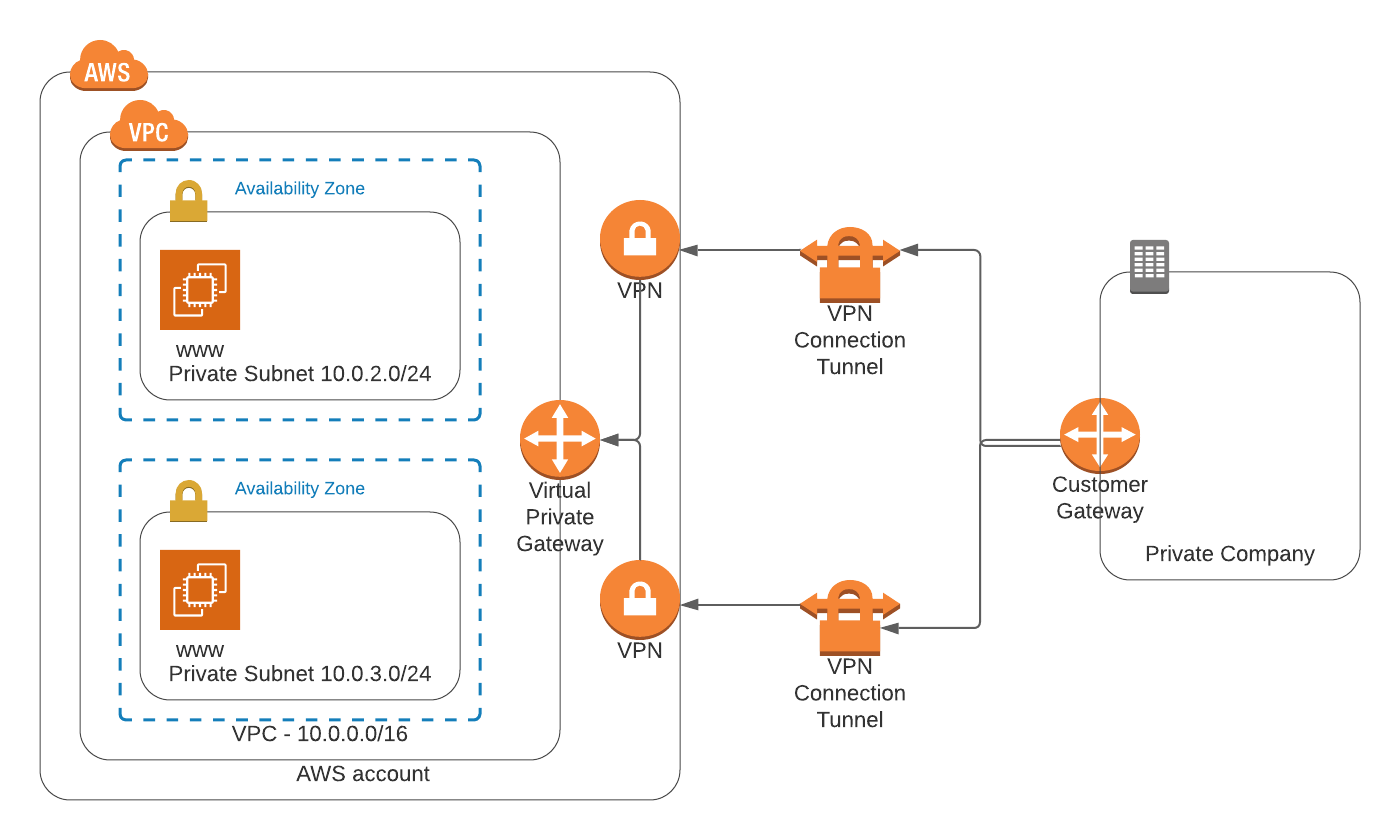 AWS
VPC
Availability Zone
www
Private Subnet 10.0.2.0/24
Availability Zone
www
Private Subnet 10.0.3.0/24
VPC - 10.0.0.0/16
AWS account
Virtual
Private
Gateway
VPN
VPN
VPN
Connection
Tunnel
VPN
Connection
Tunnel
Customer
Gateway
Private Company